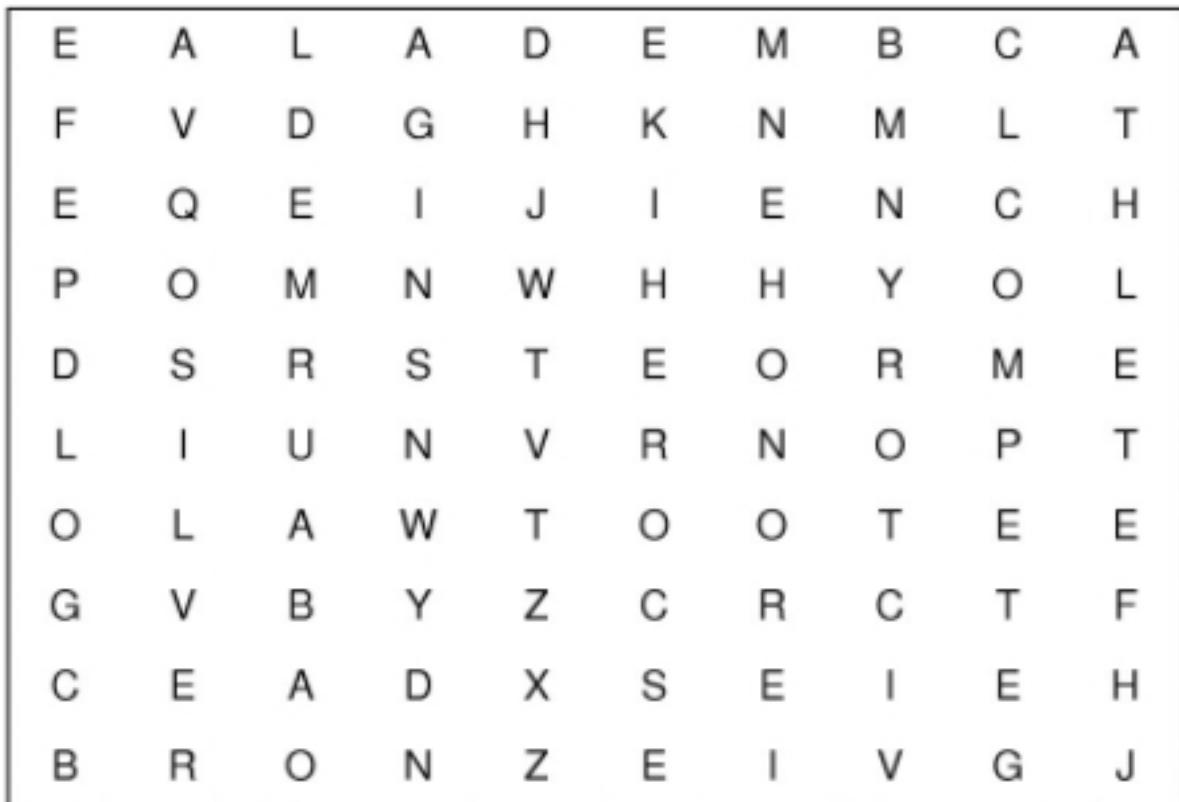 E A L A D E M B C A
F V D G H K N M L T
E Q E I J I E N C H
P O M N W H H Y O L
D S R S T E O R M E
L I U N V R N O P T
O L A W T O O T E E
G V B Y Z C R C T F
C E A D X S E I E H
B R O N Z E I V G J